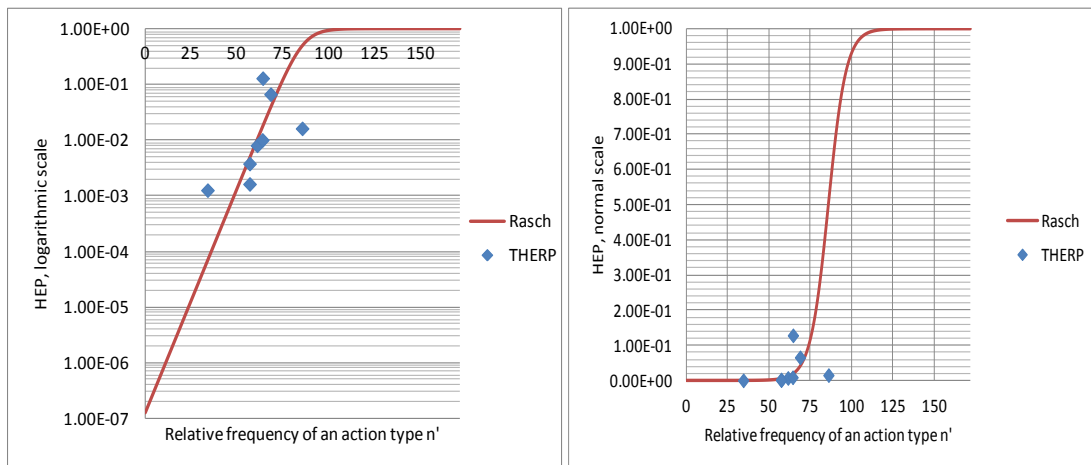 1.00E+00
0 25 50 75 100 125 150
1.00E-01
1.00E-02
1.00E-03
1.00E-04
1.00E-05
1.00E-06
1.00E-07
HEP, logarithmic scale
Relative frequency of an action type n'
Rasch
THERP
1.00E+00
9.00E-01
8.00E-01
7.00E-01
6.00E-01
5.00E-01
4.00E-01
3.00E-01
2.00E-01
1.00E-01
0.00E+00
0 25 50 75 100 125 150
HEP, normal scale
Relative frequency of an action type n'
Rasch
THERP